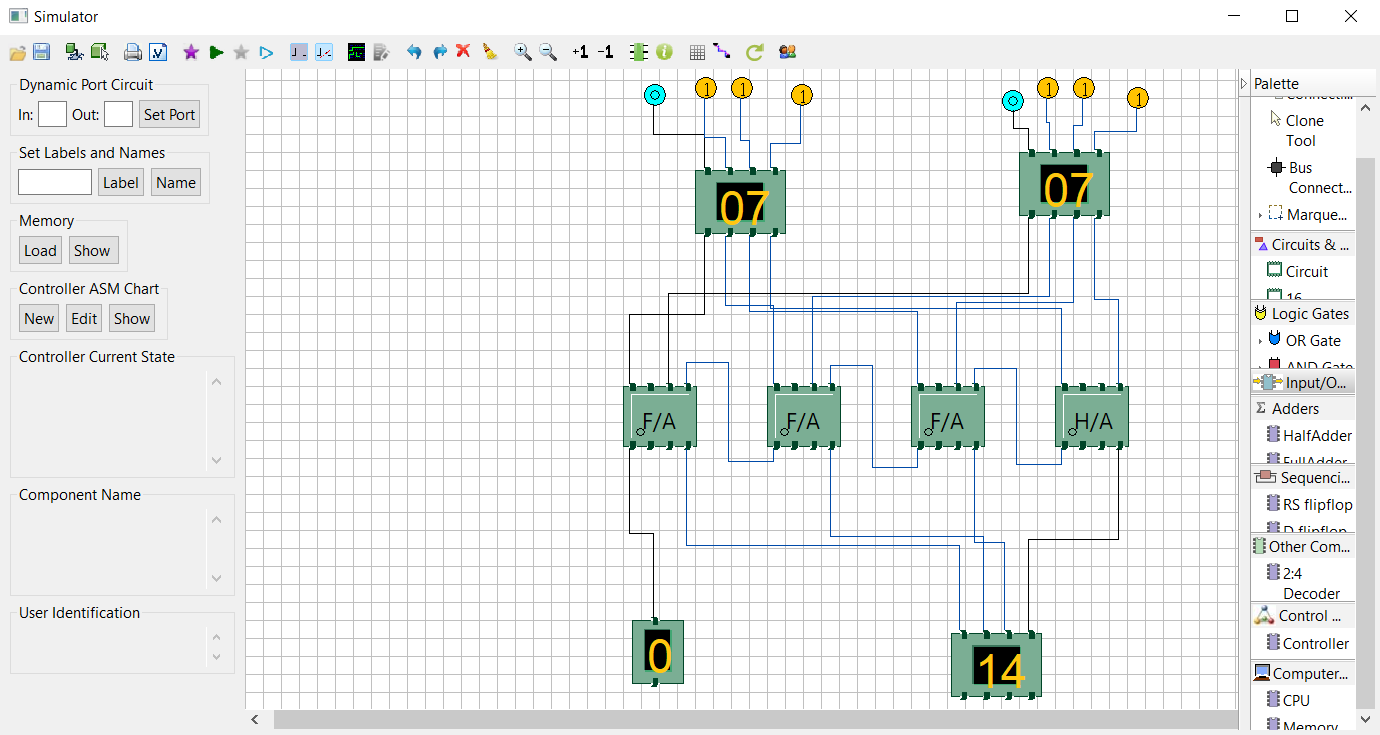 Simulator
+1 -1
Dynamic Port Circuit
In: Out: Set Port
Set Labels and Names
Label Name
Memory
Load Show
Controller ASM Chart
New Edit Show
Controller Current State
Component Name
User Identification
1 1 1
1 1 1
07
07
F/A F/A F/A H/A
0
14
Palette
Connecti...
Clone
Tool
Bus
Connect...
Marque...
Circuits & ...
Circuit
16
Logic Gates
OR Gate
AND Gate
Input/O...
Σ Adders
HalfAdder
FullAdder
Sequenci...
RS flipflop
D flipflop
Other Com...
2:4
Decoder
Control ...
Controller
Computer...
CPU
Memory